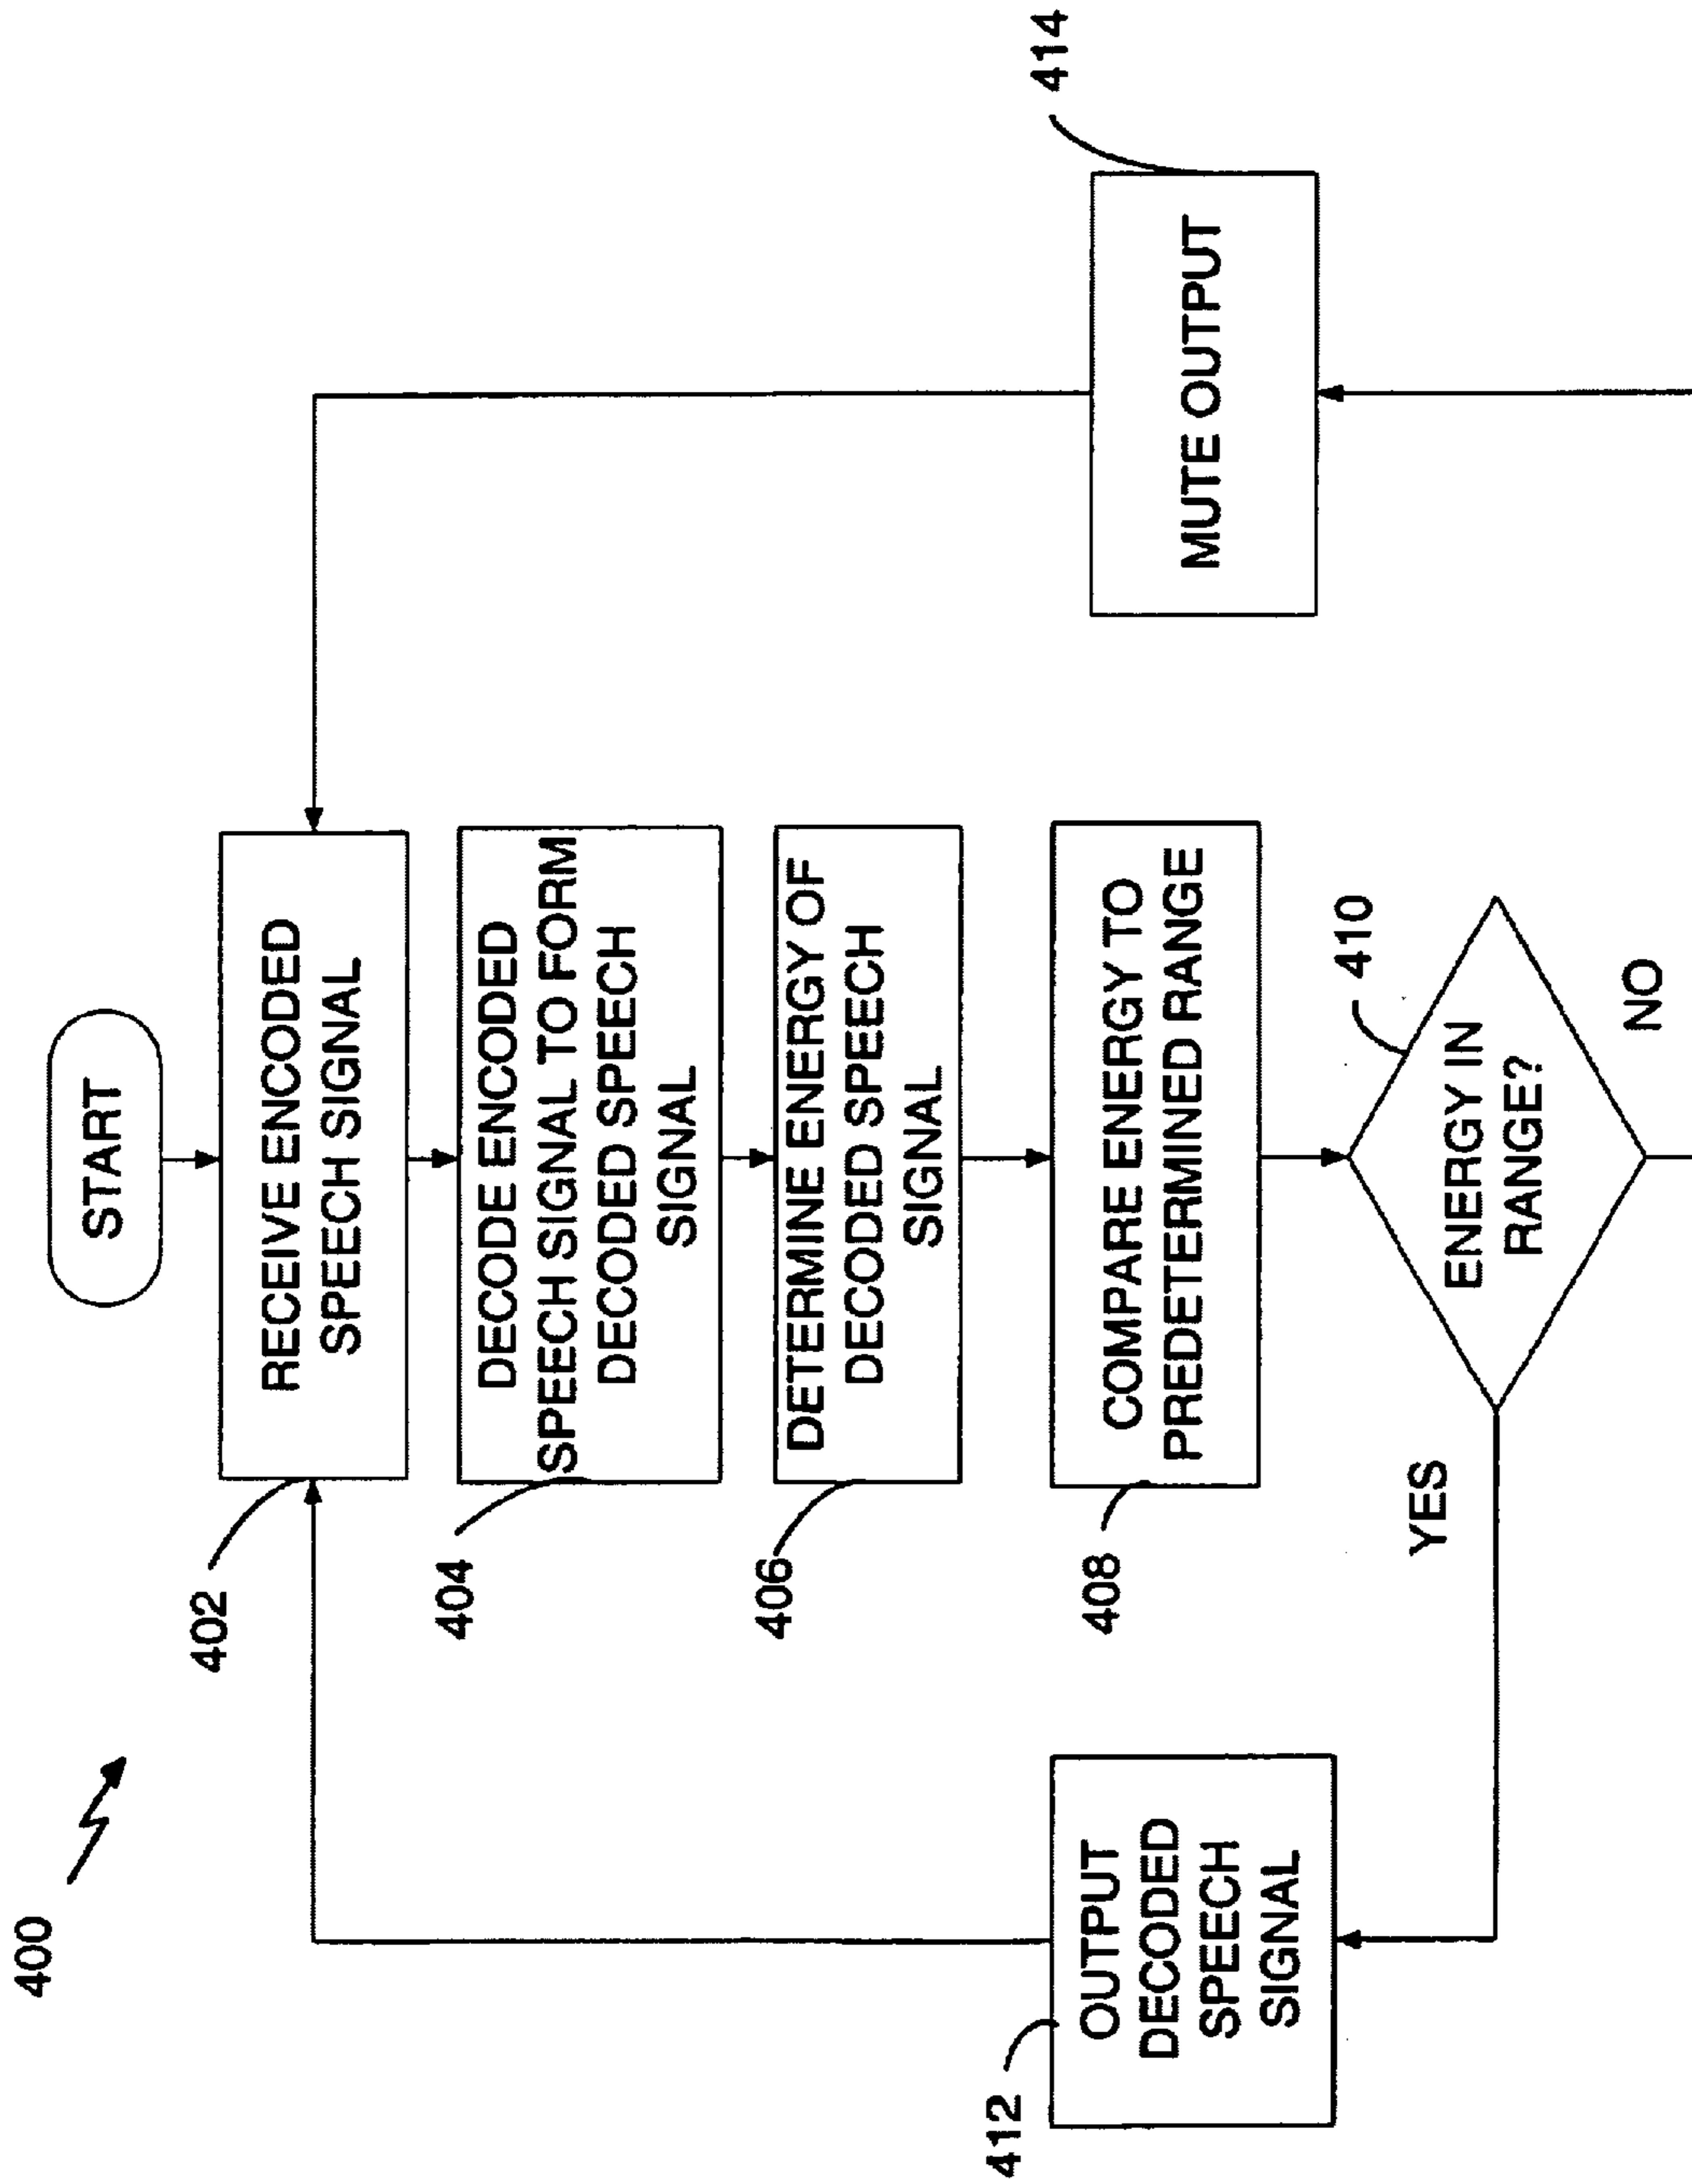 400
START
402
RECEIVE ENCODED
SPEECH SIGNAL
404
DECODE ENCODED
SPEECH SIGNAL TO FORM
DECODED SPEECH
SIGNAL
406
DETERMINE ENERGY OF
DECODED SPEECH
SIGNAL
408
COMPARE ENERGY TO
PREDETERMINED RANGE
410
ENERGY IN
RANGE?
YES
NO
412
OUTPUT
DECODED
SPEECH
SIGNAL
414
MUTE OUTPUT